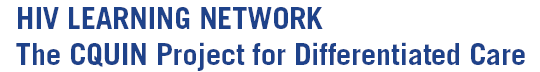 HIV LEARNING NETWORK
The CQUIN Project for Differentiated Care